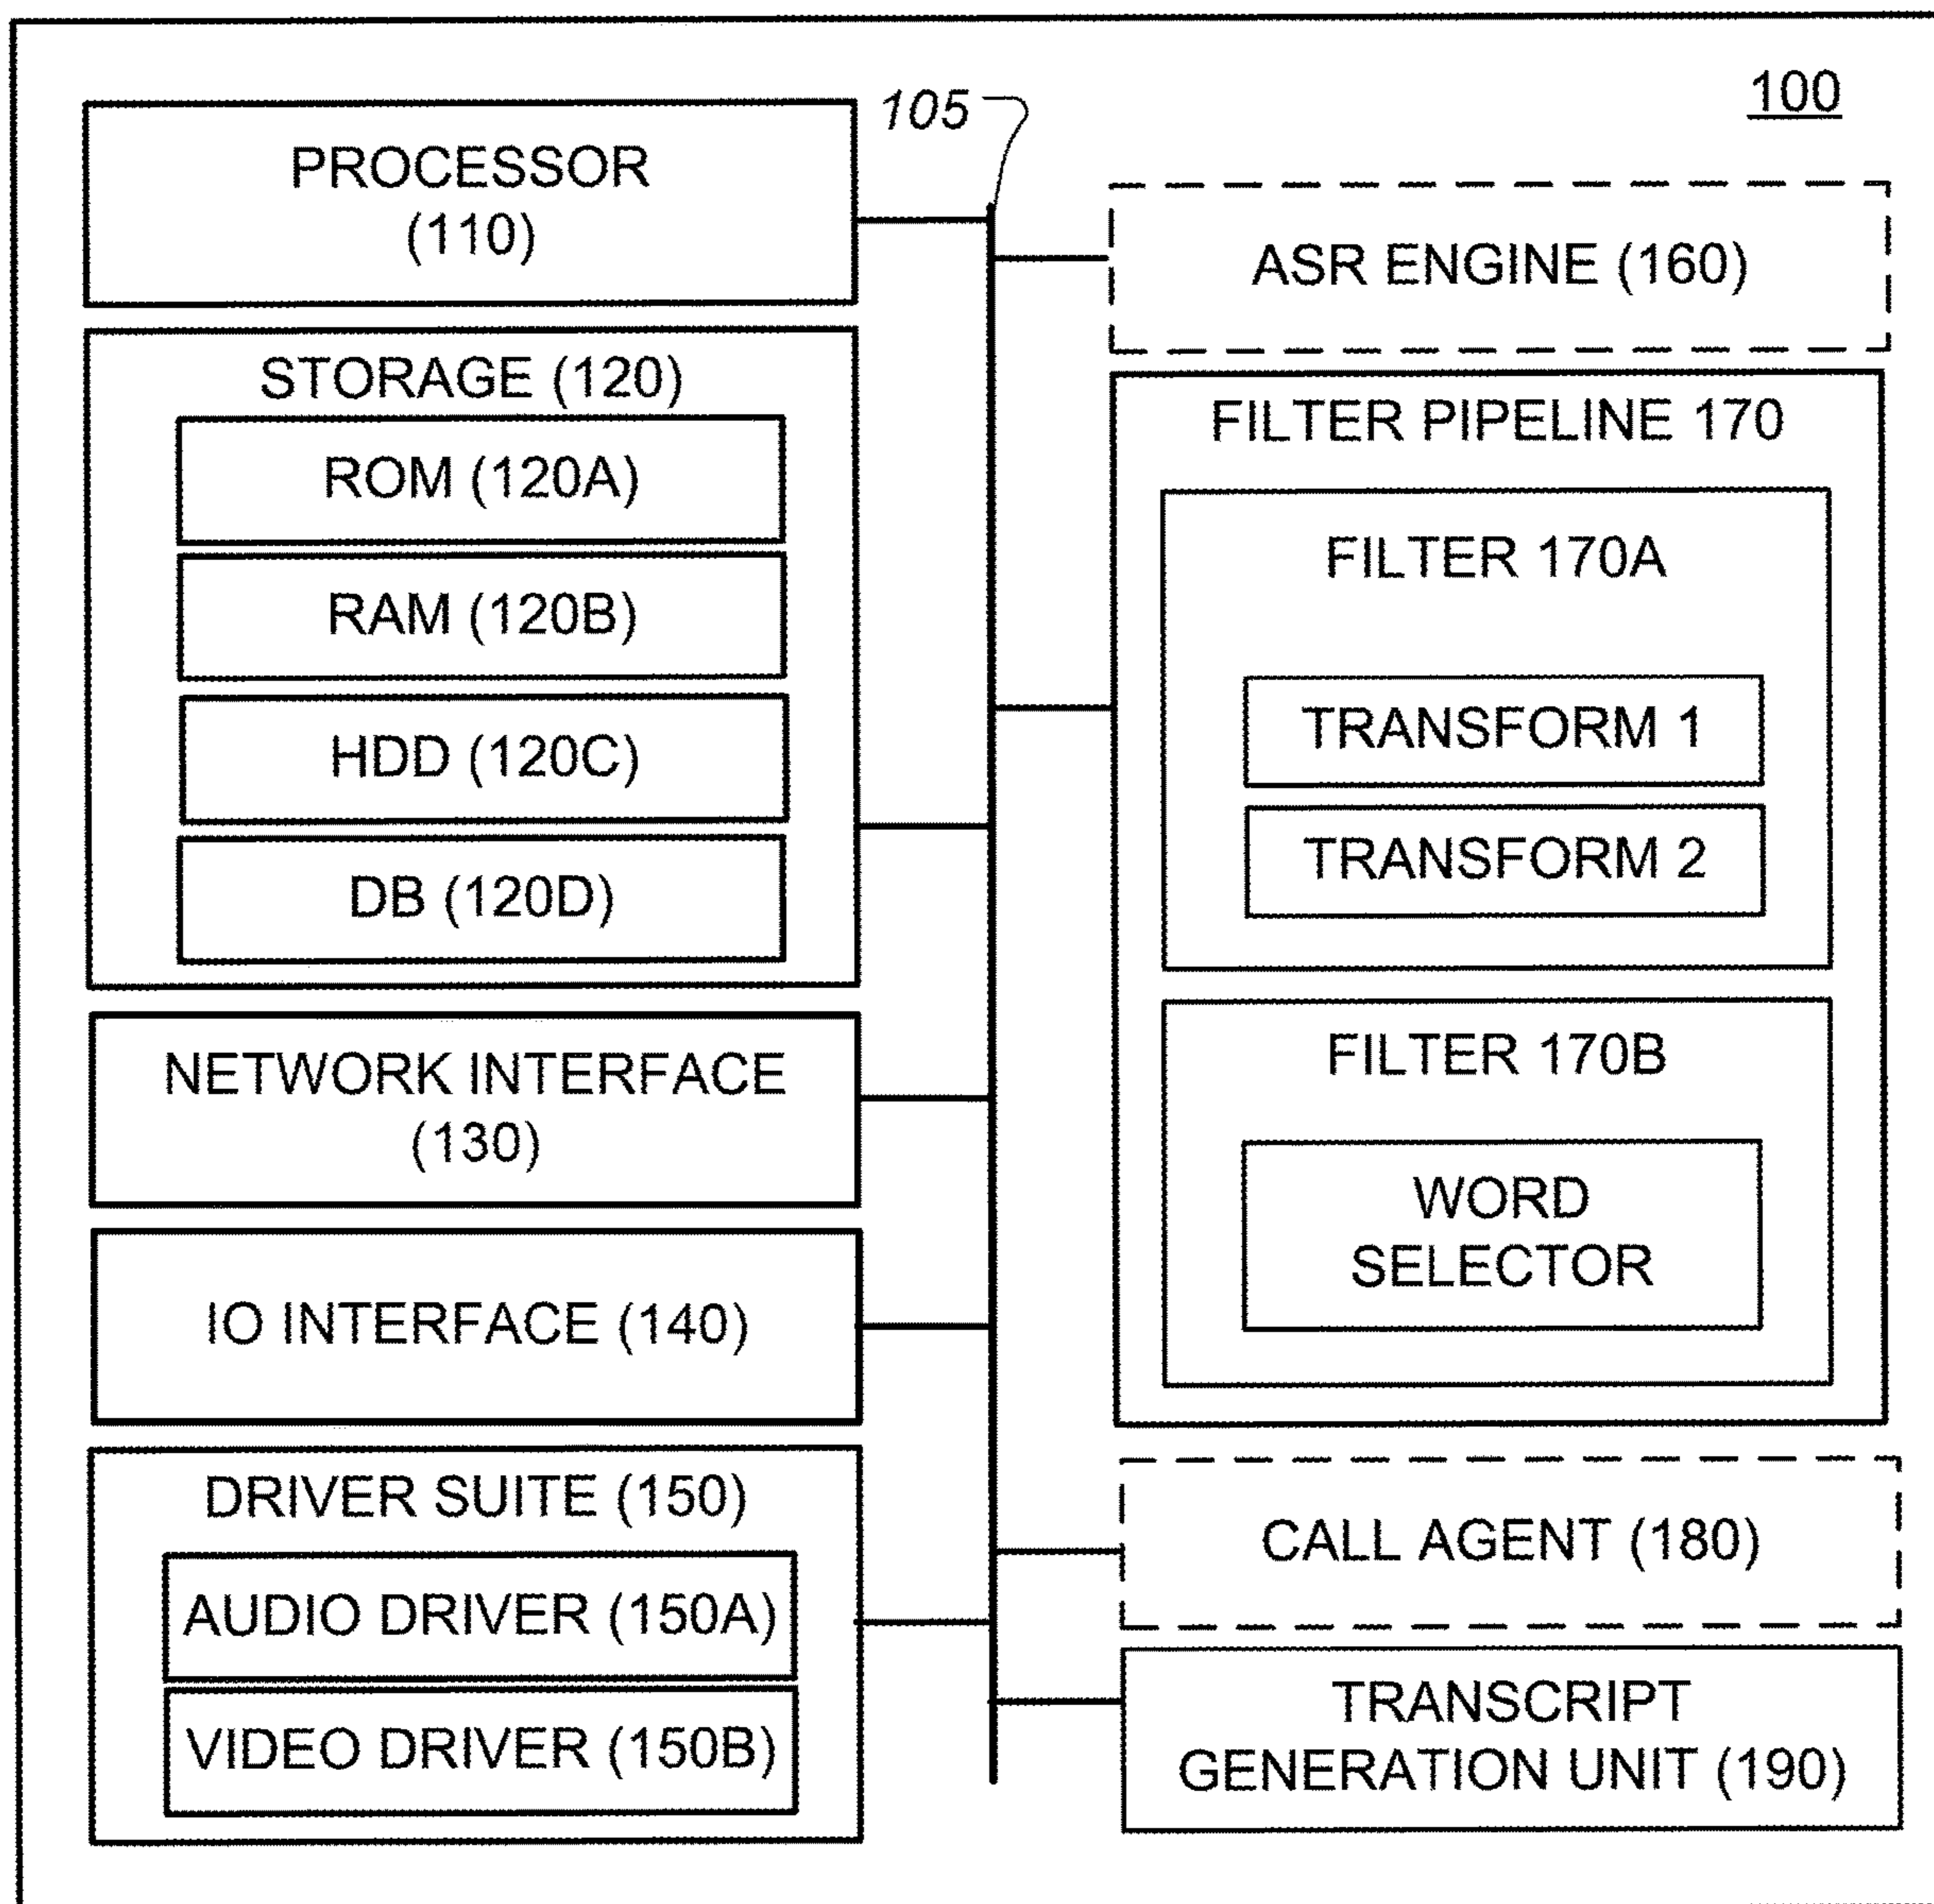 100
105
PROCESSOR
(110)
STORAGE (120)
ROM (120A)
RAM (120B)
HDD (120C)
DB (120D)
NETWORK INTERFACE
(130)
IO INTERFACE (140)
DRIVER SUITE (150)
AUDIO DRIVER (150A)
VIDEO DRIVER (150B)
ASR ENGINE (160)
FILTER PIPELINE 170
FILTER 170A
TRANSFORM 1
TRANSFORM 2
FILTER 170B
WORD
SELECTOR
CALL AGENT (180)
TRANSCRIPT
GENERATION UNIT (190)